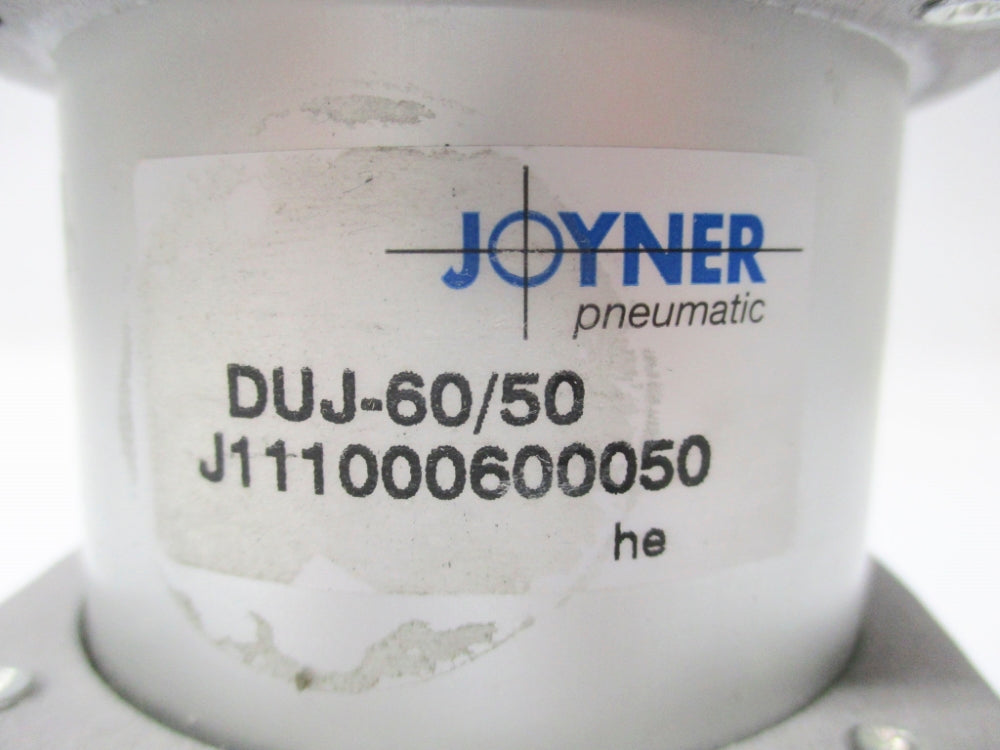 JOYNER
pneumatic
DUJ-60/50
J111000600050
he